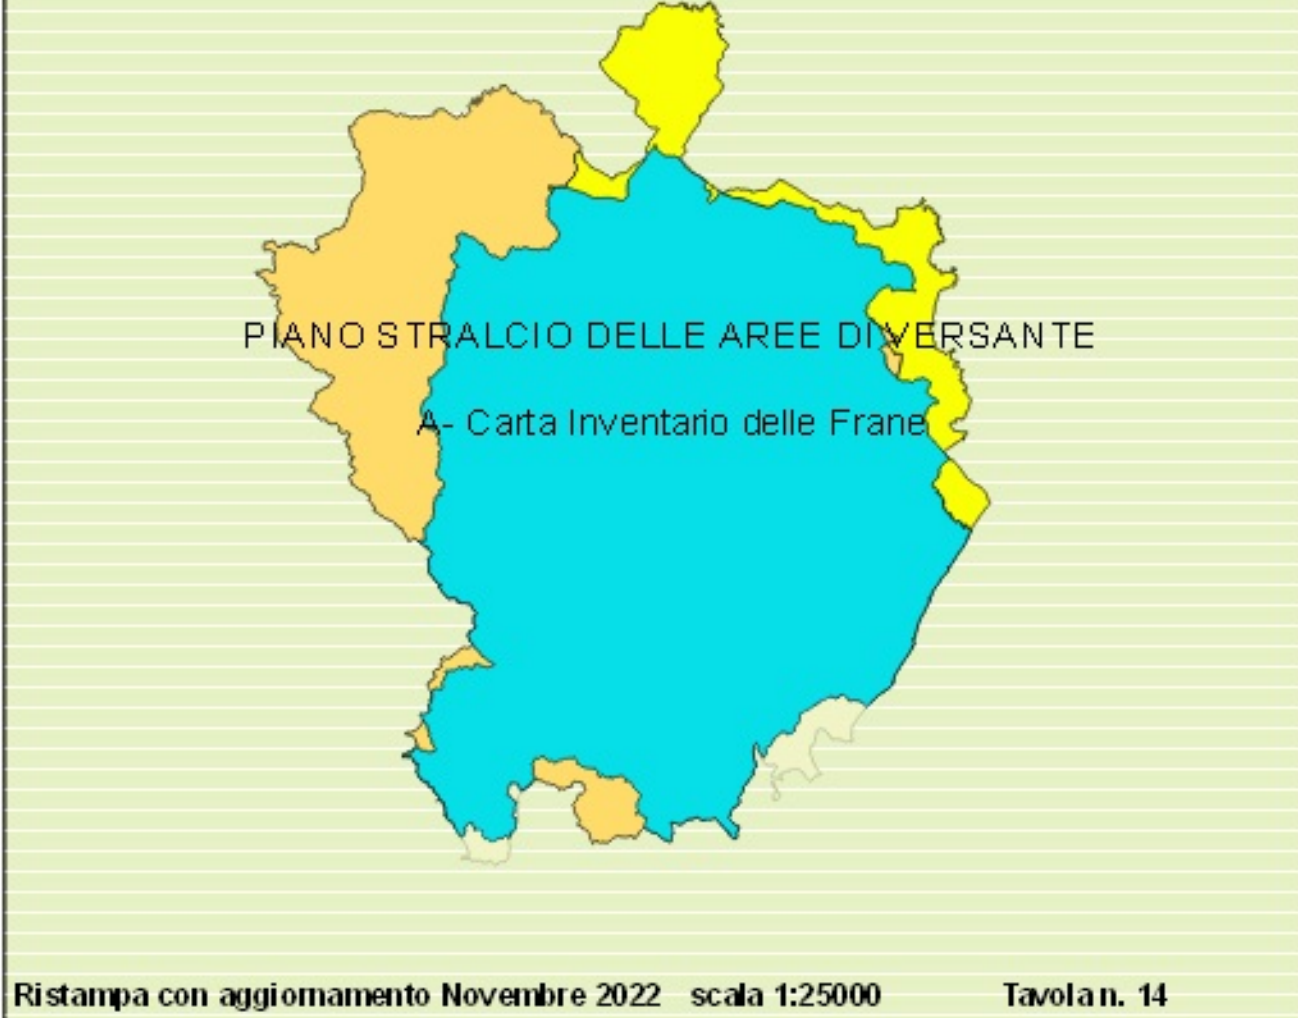 PIANO STRALCIO DELLE AREE DI VERSANTE
A- Carta Inventario delle Frane
Ristampa con aggiornamento Novembre 2022 scala 1:25000 Tavola n. 14